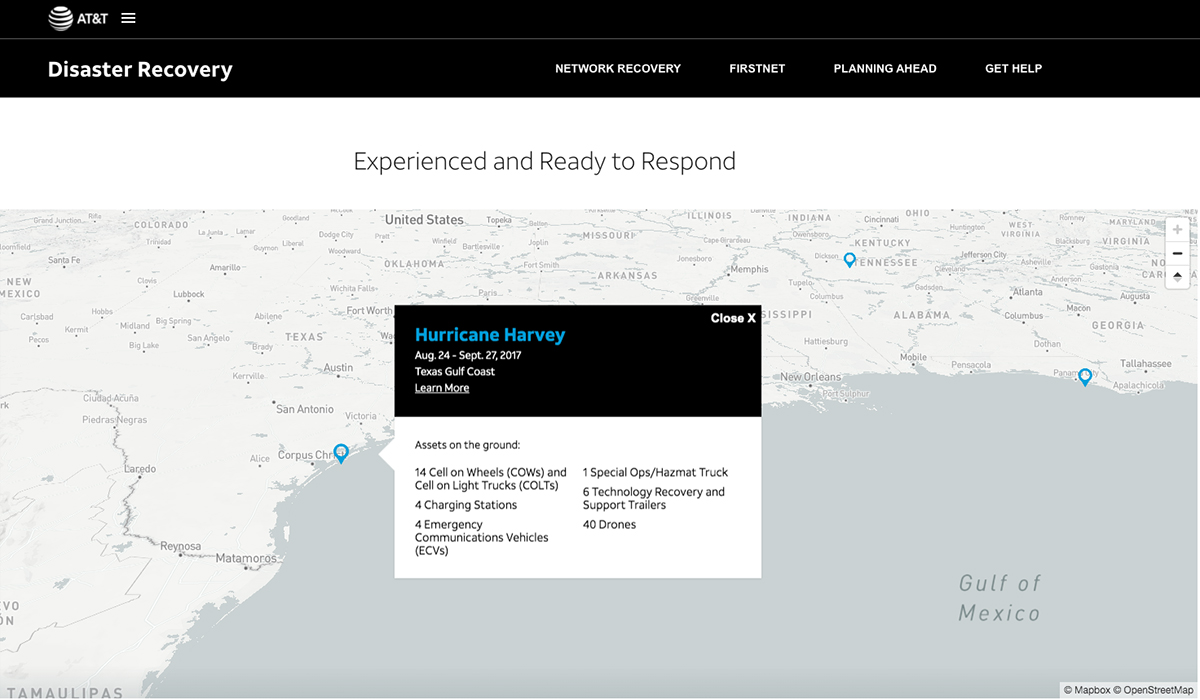 AT&T
Disaster Recovery
NETWORK RECOVERY
FIRSTNET
PLANNING AHEAD
GET HELP
Experienced and Ready to Respond
United States
COLORADO
Grand Junction
Rifle
Goodland
Topeka
ILLINOIS
INDIANA
Cincinnati
OHIO
Huntington
WEST
VIRGINIA
Romney
MARYLAND
Trinidad
La Junta
Lamar
Dodge City
Pratt
Winfield
Joplin
MISSOURI
Cape Girardeau
Owensboro
KENTUCKY
Blacksburg
VIRGINIA
Santa Fe
Guymon
Liberal
Woodward
Bartlesville
Amarillo
OKLAHOMA
Fort Smith
ARKANSAS
Jonesboro
Memphis
Dickson
TENNESSEE
Jefferson City
Cleveland
Asheville
Gastonia
NEW
MEXICO
Clovis
Lubbock
Wichita Falls
Paris
Greenville
Tupelo
Columbus
Gadsden
Anderson
Atlanta
Augusta
Carlsbad
Hobbs
Big Spring
Abilene
Fort Worth
Kermit
Midland
Pecos
Big Lake
San Angelo
Brady
TEXAS
ALABAMA
Columbus
Macon
GEORGIA
Hattiesburg
Dothan
Kerrville
Austin
Mobile
Pensacola
Tallahassee
New Orleans
Port Sulphur
Apalachicola
Ciudad Acuña
Piedras Negras
San Antonio
Victoria
Alice
Laredo
Reynosa
Matamoros
TAMAULIPAS
Close X
Hurricane Harvey
Aug. 24 - Sept. 27, 2017
Texas Gulf Coast
Learn More
Assets on the ground:
14 Cell on Wheels (COWs) and
Cell on Light Trucks (COLTs)
4 Charging Stations
4 Emergency
Communications Vehicles
(ECVs)
1 Special Ops/Hazmat Truck
6 Technology Recovery and
Support Trailers
40 Drones
Gulf of
Mexico
© Mapbox © OpenStreetMap